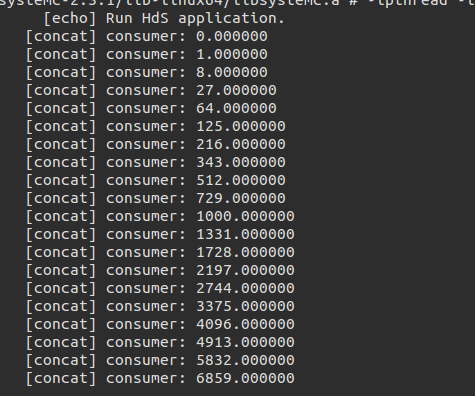 systemc-2.3.1/lib-linux64/libsystemc.a # -lpthread -l
[echo] Run HdS application.
[concat] consumer: 0.000000
[concat] consumer: 1.000000
[concat] consumer: 8.000000
[concat] consumer: 27.000000
[concat] consumer: 64.000000
[concat] consumer: 125.000000
[concat] consumer: 216.000000
[concat] consumer: 343.000000
[concat] consumer: 512.000000
[concat] consumer: 729.000000
[concat] consumer: 1000.000000
[concat] consumer: 1331.000000
[concat] consumer: 1728.000000
[concat] consumer: 2197.000000
[concat] consumer: 2744.000000
[concat] consumer: 3375.000000
[concat] consumer: 4096.000000
[concat] consumer: 4913.000000
[concat] consumer: 5832.000000
[concat] consumer: 6859.000000